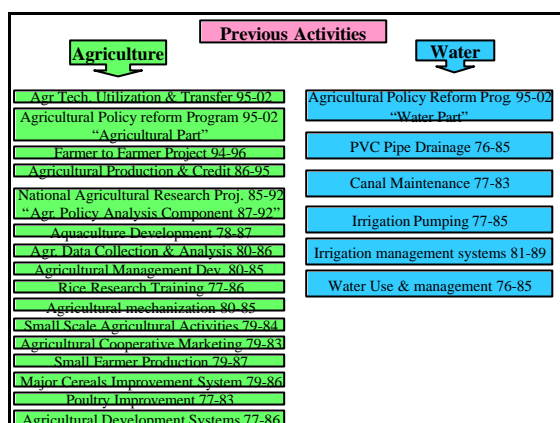 Previous Activities
Agriculture
Agr Tech. Utilization & Transfer 95-02
Agricultural Policy reform Program 95-02
“Agricultural Part”
Farmer to Farmer Project 94-96
Agricultural Production & Credit 86-95
National Agricultural Research Proj. 85-92
“Agr. Policy Analysis Component 87-92”
Aquaculture Development 78-87
Agr. Data Collection & Analysis 80-86
Agricultural Management Dev. 80-85
Rice Research Training 77-86
Agricultural mechanization 80-85
Small Scale Agricultural Activities 79-84
Agricultural Cooperative Marketing 79-83
Small Farmer Production 79-87
Major Cereals Improvement System 79-86
Poultry Improvement 77-83
Agricultural Development Systems 77-86
Water
Agricultural Policy Reform Prog. 95-02
“Water Part”
PVC Pipe Drainage 76-85
Canal Maintenance 77-83
Irrigation Pumping 77-85
Irrigation management systems 81-89
Water Use & management 76-85